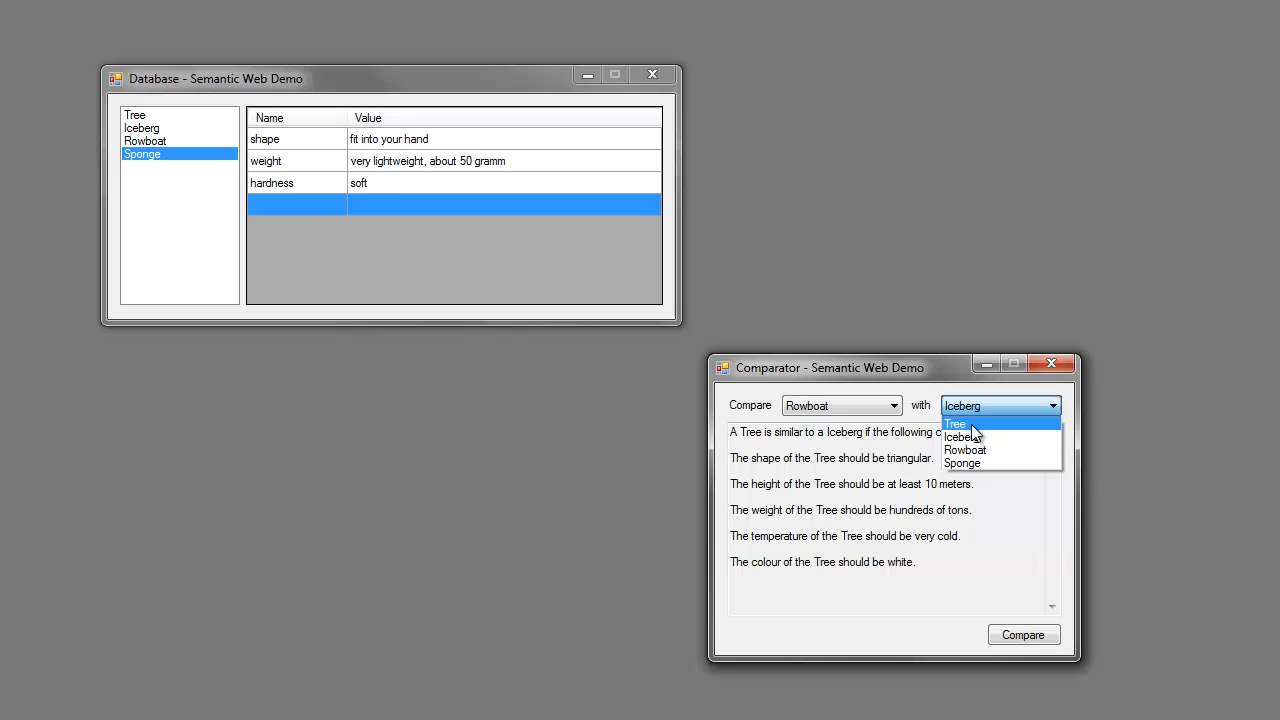 Database - Semantic Web Demo
Tree
Iceberg
Rowboat
Sponge
Name Value
shape fit into your hand
weight very lightweight, about 50 gramm
hardness soft
Comparator - Semantic Web Demo
Compare Rowboat with Iceberg
Tree
Iceberg
Rowboat
Sponge
A Tree is similar to a Iceberg if the following
The shape of the Tree should be triangular.
The height of the Tree should be at least 10 meters.
The weight of the Tree should be hundreds of tons.
The temperature of the Tree should be very cold.
The colour of the Tree should be white.
Compare